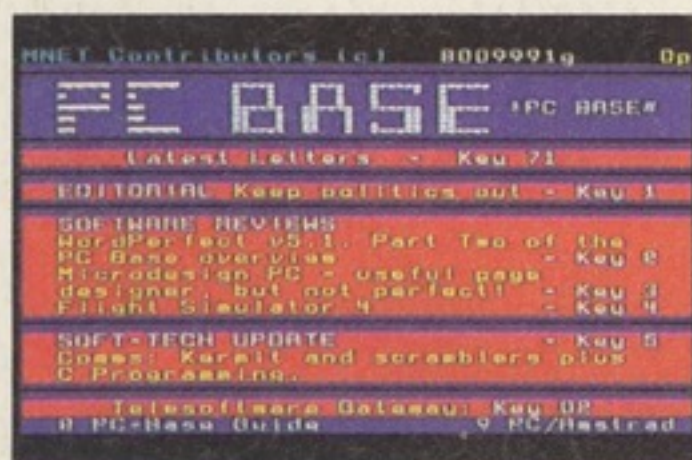 MNET Contributors (c) 8009991g 0p
PC BASE *PC BASE#
Latest Letters - Key 71
EDITORIAL Keep politics out - Key 1
SOFTWARE REVIEWS
WordPerfect v5.1. Part Two of the
PC Base overview - Key 2
Microdesign PC - useful page
designer, but not perfect! - Key 3
Flight Simulator 4 - Key 4
SOFT-TECH UPDATE - Key 5
Comms: Kermit and scramblers plus
C Programming.
Telesoftware Gateway: Key 02
0 PC-Base Guide 9 PC/Amstrad